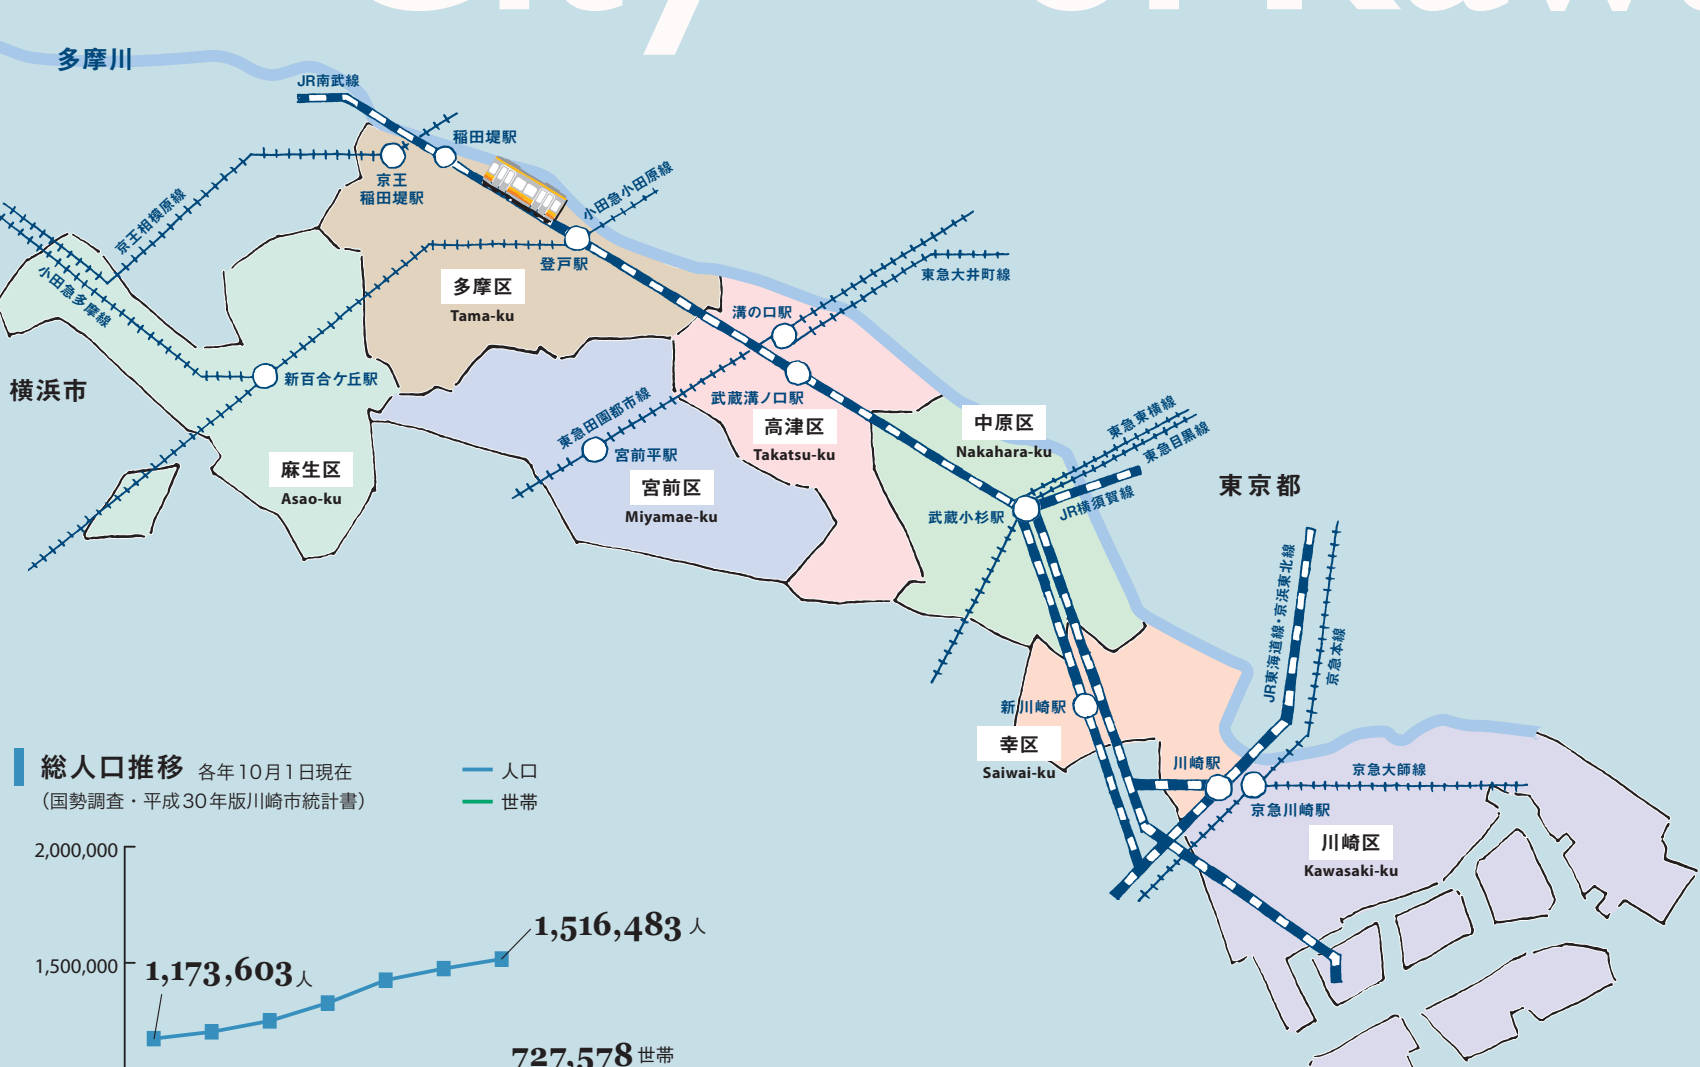 City of Kawa
多摩川
JR南武線
稲田堤駅
京王
稲田堤駅
小田急小田原線
京王相模原線
登戸駅
小田急多摩線
多摩区
Tama-ku
東急大井町線
溝の口駅
横浜市
新百合ケ丘駅
武蔵溝ノ口駅
東急田園都市線
高津区
Takatsu-ku
中原区
Nakahara-ku
東急東横線
東急目黒線
宮前平駅
麻生区
Asao-ku
宮前区
Miyamae-ku
東京都
JR横須賀線
武蔵小杉駅
JR東海道線・京浜東北線
京急本線
新川崎駅
幸区
Saiwai-ku
川崎駅
京急大師線
京急川崎駅
川崎区
Kawasaki-ku
総人口推移 各年10月1日現在
(国勢調査・平成30年版川崎市統計書)
人口
世帯
2,000,000
1,516,483人
1,500,000
1,173,603人
727,578世帯